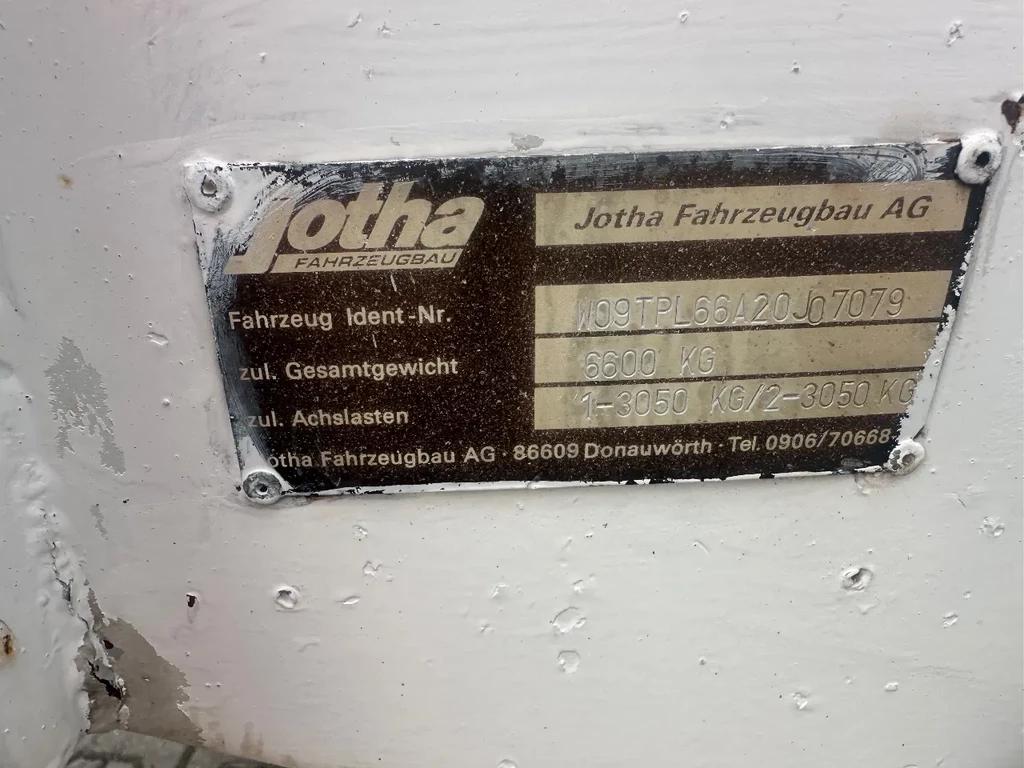 Jotha
FAHRZEUGBAU
Jotha Fahrzeugbau AG
Fahrzeug Ident-Nr. W09TPL66A20J07079
zul. Gesamtgewicht 6600 KG
zul. Achslasten 1-3050 KG/2-3050 KG
Jotha Fahrzeugbau AG · 86609 Donauwörth · Tel. 0906/70668